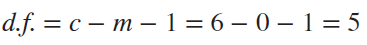 d.f. = c − m − 1 = 6 − 0 − 1 = 5